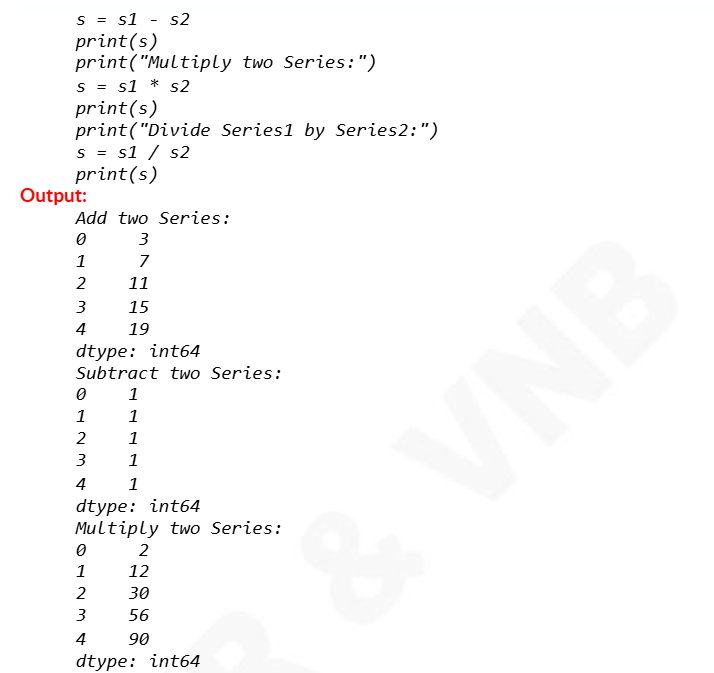 s = s1 - s2
print(s)
print("Multiply two Series:")
s = s1 * s2
print(s)
print("Divide Series1 by Series2:")
s = s1 / s2
print(s)
Output:
Add two Series:
0 3
1 7
2 11
3 15
4 19
dtype: int64
Subtract two Series:
0 1
1 1
2 1
3 1
4 1
dtype: int64
Multiply two Series:
0 2
1 12
2 30
3 56
4 90
dtype: int64
R & VNB